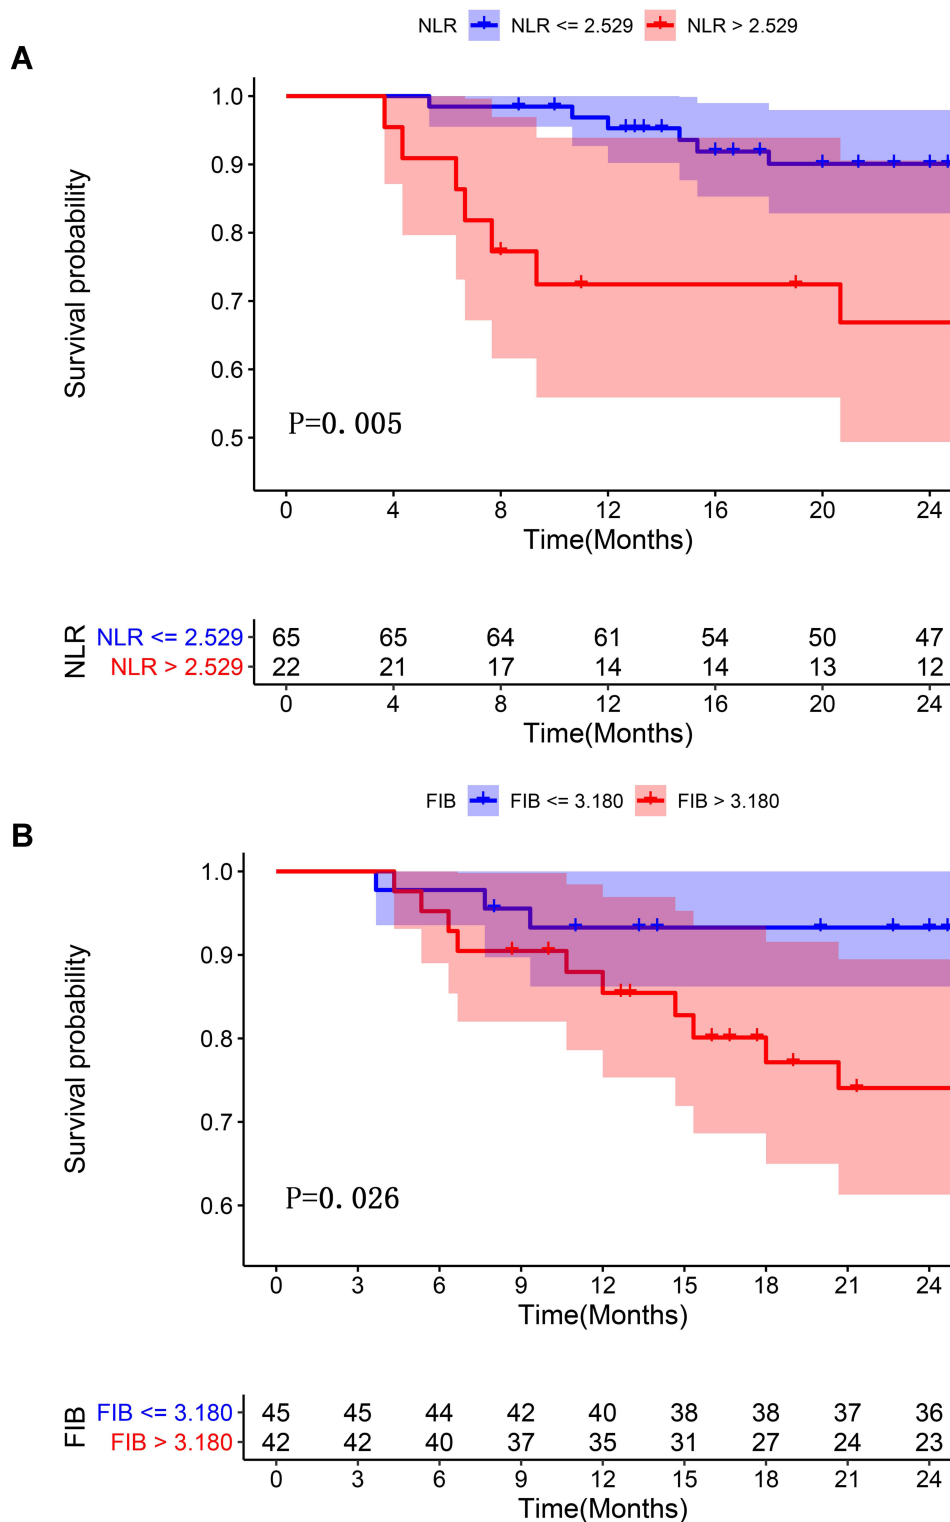 NLR NLR <= 2.529 NLR > 2.529
A
1.0
0.9
0.8
0.7
0.6
0.5
Survival probability
P=0.005
0 4 8 12 16 20 24
Time(Months)
NLR
NLR <= 2.529 65 65 64 61 54 50 47
NLR > 2.529 22 21 17 14 14 13 12
0 4 8 12 16 20 24
Time(Months)
FIB FIB <= 3.180 FIB > 3.180
B
1.0
0.9
0.8
0.7
0.6
Survival probability
P=0.026
0 3 6 9 12 15 18 21 24
Time(Months)
FIB
FIB <= 3.180 45 45 44 42 40 38 38 37 36
FIB > 3.180 42 42 40 37 35 31 27 24 23
0 3 6 9 12 15 18 21 24
Time(Months)